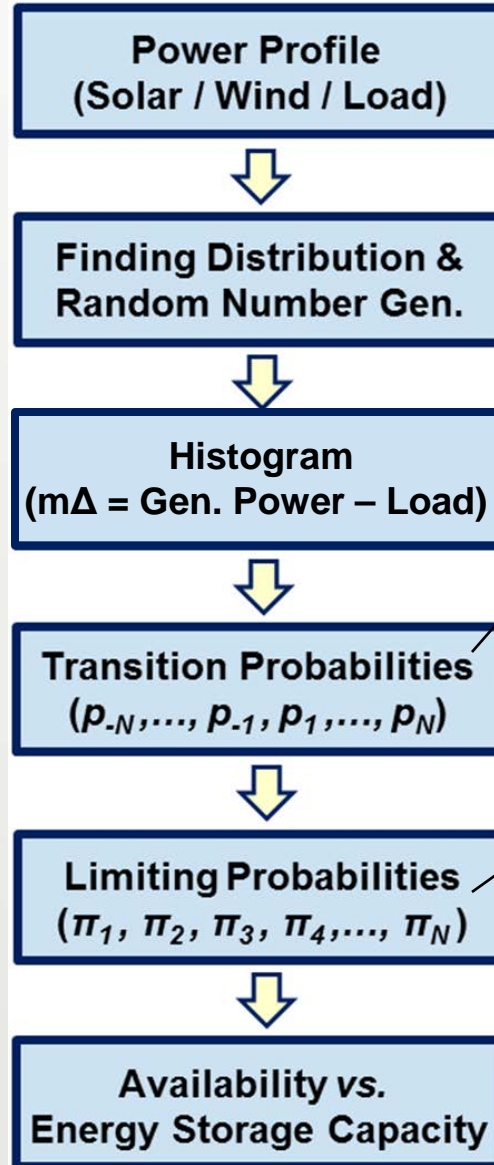 Power Profile
(Solar / Wind / Load)
Finding Distribution &
Random Number Gen.
Histogram
(mΔ = Gen. Power – Load)
Transition Probabilities
(p-N,..., p-1, p1,..., pN)
Limiting Probabilities
(π1, π2, π3, π4,..., πN)
Availability vs.
Energy Storage Capacity